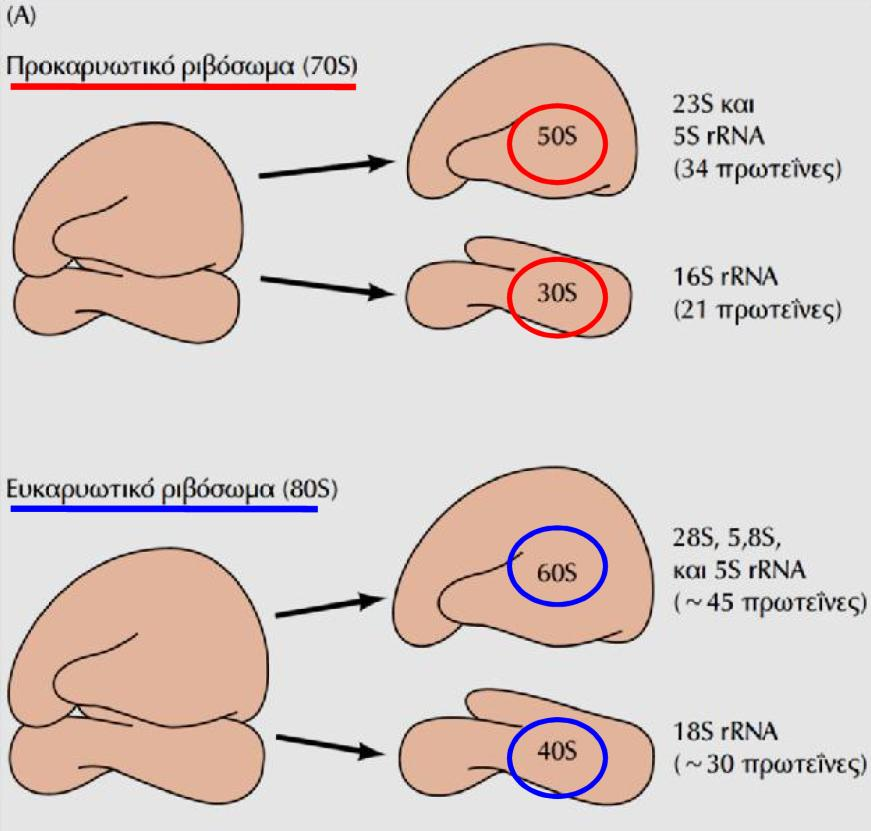 (A)
Προκαρυωτικό ριβόσωμα (70S)
50S
23S και
5S rRNA
(34 πρωτεΐνες)
30S
16S rRNA
(21 πρωτεΐνες)
Ευκαρυωτικό ριβόσωμα (80S)
60S
28S, 5,8S,
και 5S rRNA
(~45 πρωτεΐνες)
40S
18S rRNA
(~30 πρωτεΐνες)